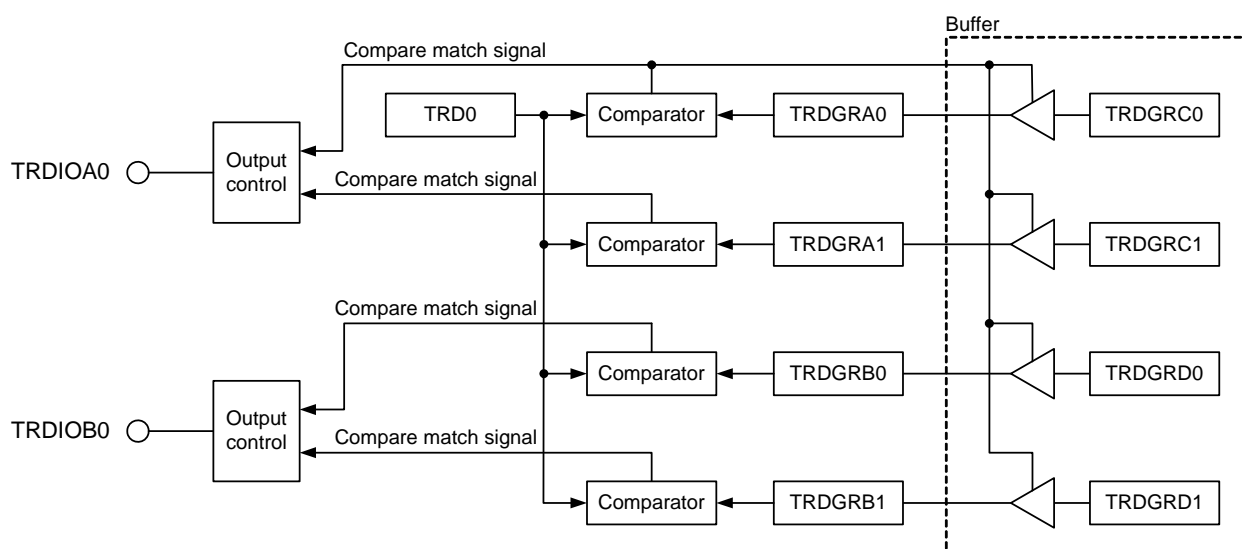 Buffer
Compare match signal
TRD0
Comparator
TRDGRA0
TRDGRC0
TRDIOA0
Output
control
Compare match signal
Comparator
TRDGRA1
TRDGRC1
Compare match signal
Comparator
TRDGRB0
TRDGRD0
TRDIOB0
Output
control
Compare match signal
Comparator
TRDGRB1
TRDGRD1